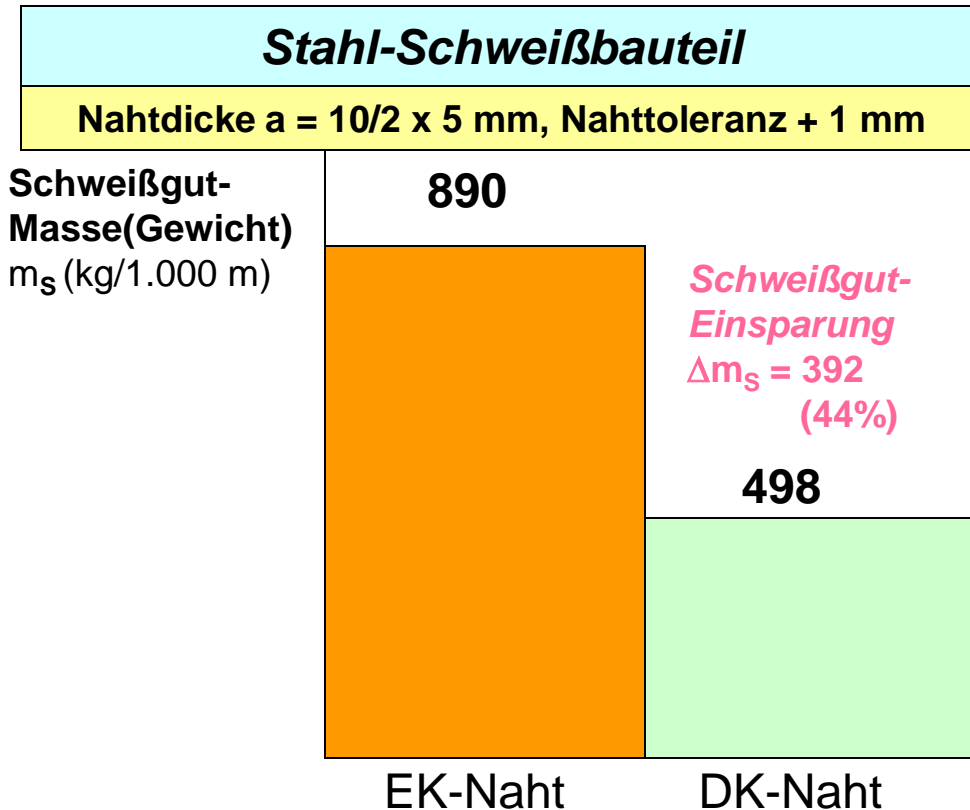 Stahl-Schweißbauteil
Nahtdicke a = 10/2 x 5 mm, Nahttoleranz + 1 mm
Schweißgut-
Masse(Gewicht)
mS (kg/1.000 m)
890
Schweißgut-
Einsparung
ΔmS = 392
(44%)
498
EK-Naht
DK-Naht